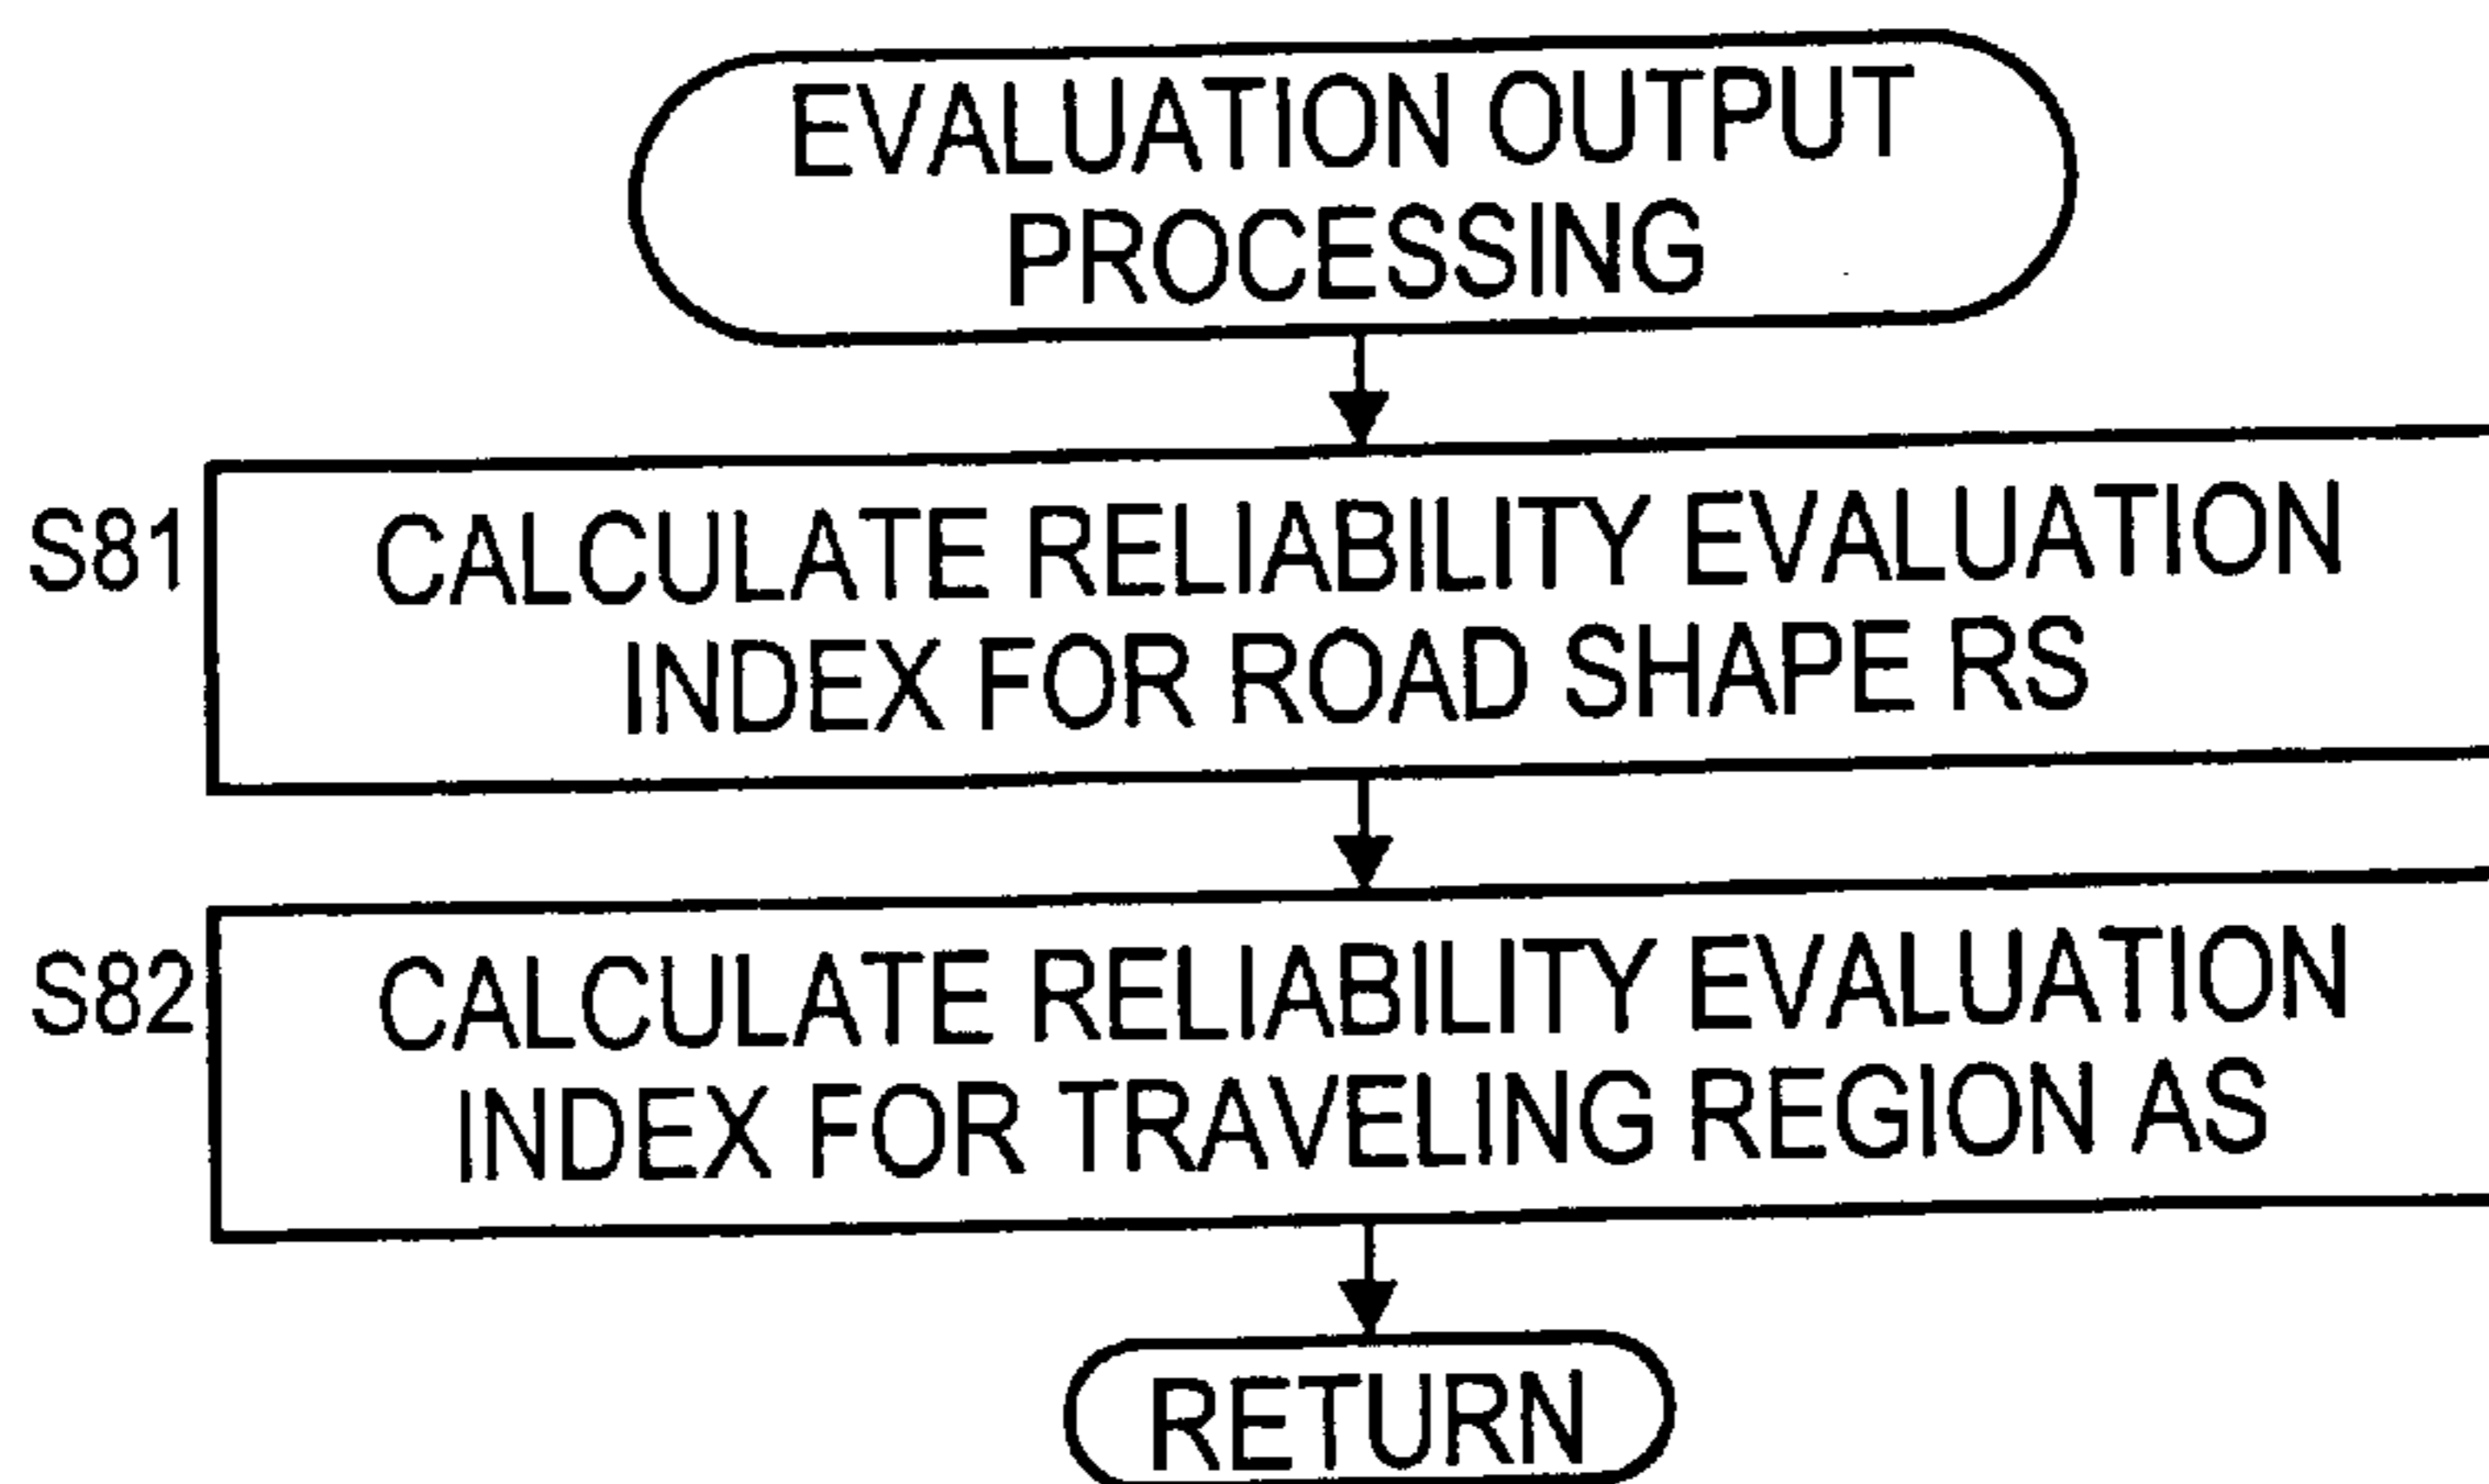 EVALUATION OUTPUT
PROCESSING
S81
CALCULATE RELIABILITY EVALUATION
INDEX FOR ROAD SHAPE RS
S82
CALCULATE RELIABILITY EVALUATION
INDEX FOR TRAVELING REGION AS
RETURN